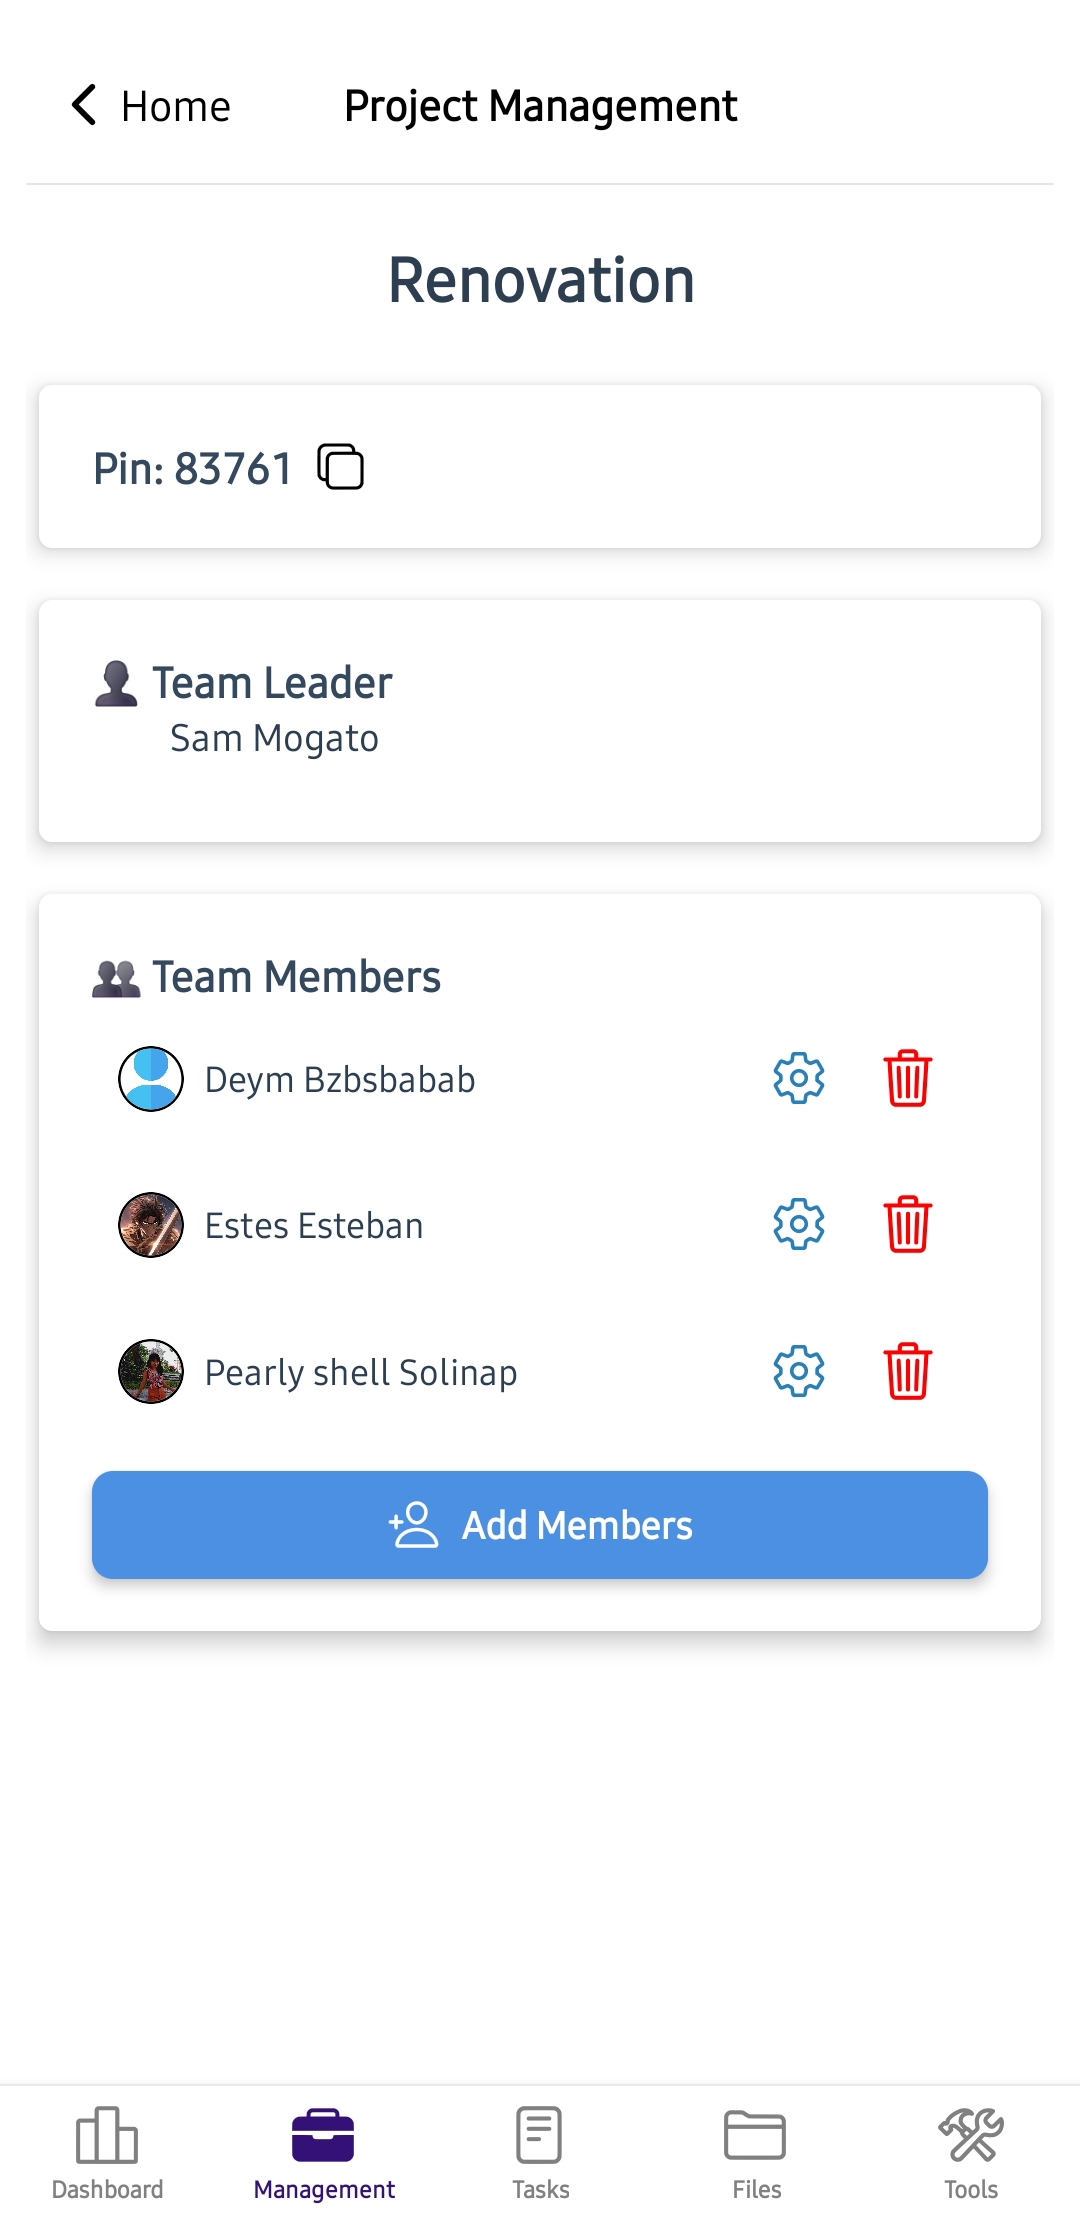 Home
Project Management
Renovation
Pin: 83761
Team Leader
Sam Mogato
Team Members
Deym Bzbsbabab
Estes Esteban
Pearly shell Solinap
Add Members
Dashboard
Management
Tasks
Files
Tools